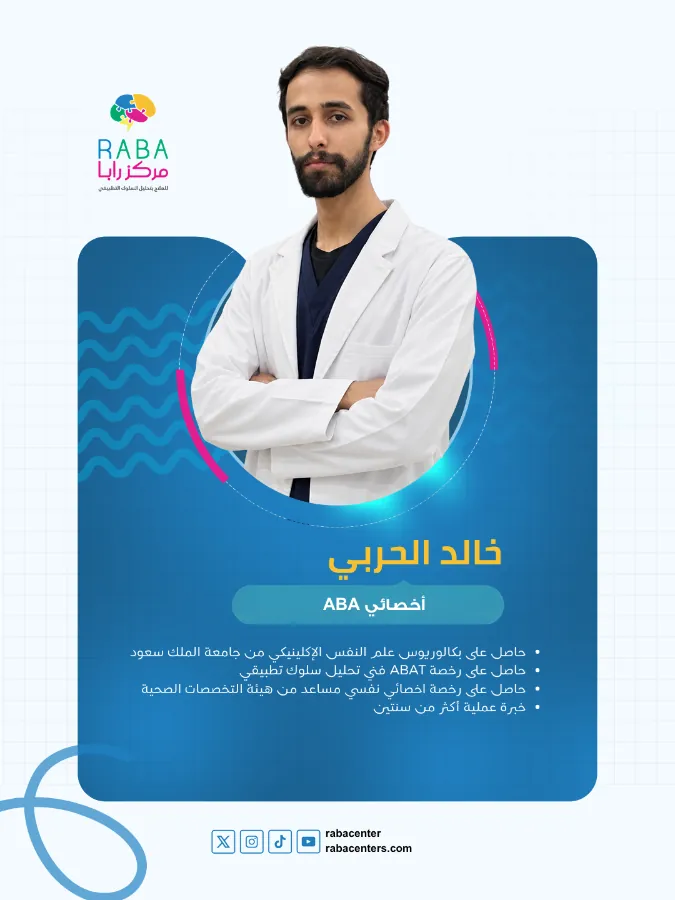 RABA
مركز رابا
للعلاج بتحليل السلوك التطبيقي
خالد الحربي
أخصائي ABA
• حاصل على بكالوريوس علم النفس الإكلينيكي من جامعة الملك سعود
• حاصل على رخصة ABAT فني تحليل سلوك تطبيقي
• حاصل على رخصة اخصائي نفسي مساعد من هيئة التخصصات الصحية
• خبرة عملية أكثر من سنتين
rabacenter
rabacenters.com